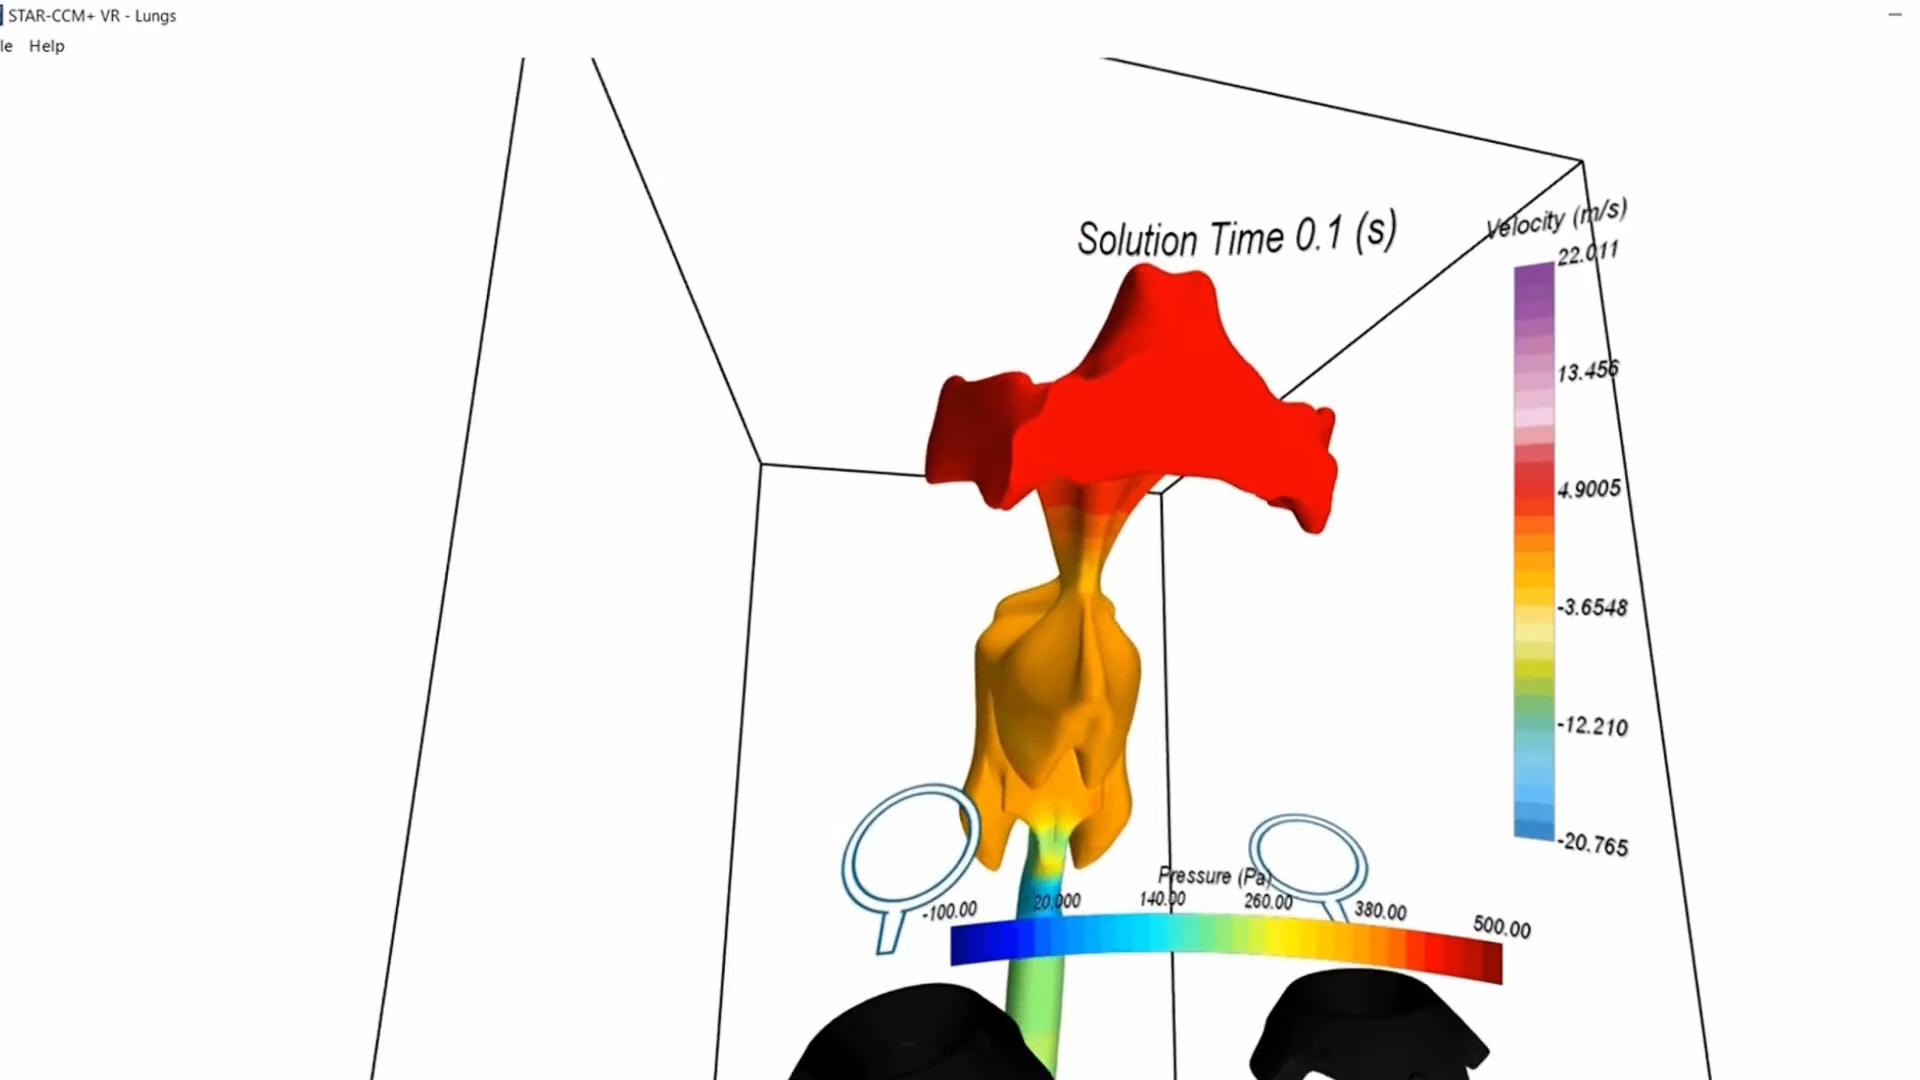 STAR-CCM+ VR - Lungs
le Help
Solution Time 0.1 (s)
Velocity (m/s)
22.011
13.456
4.9005
-3.6548
-12.210
-20.765
Pressure (Pa)
-100.00 20.000 140.00 260.00 380.00 500.00